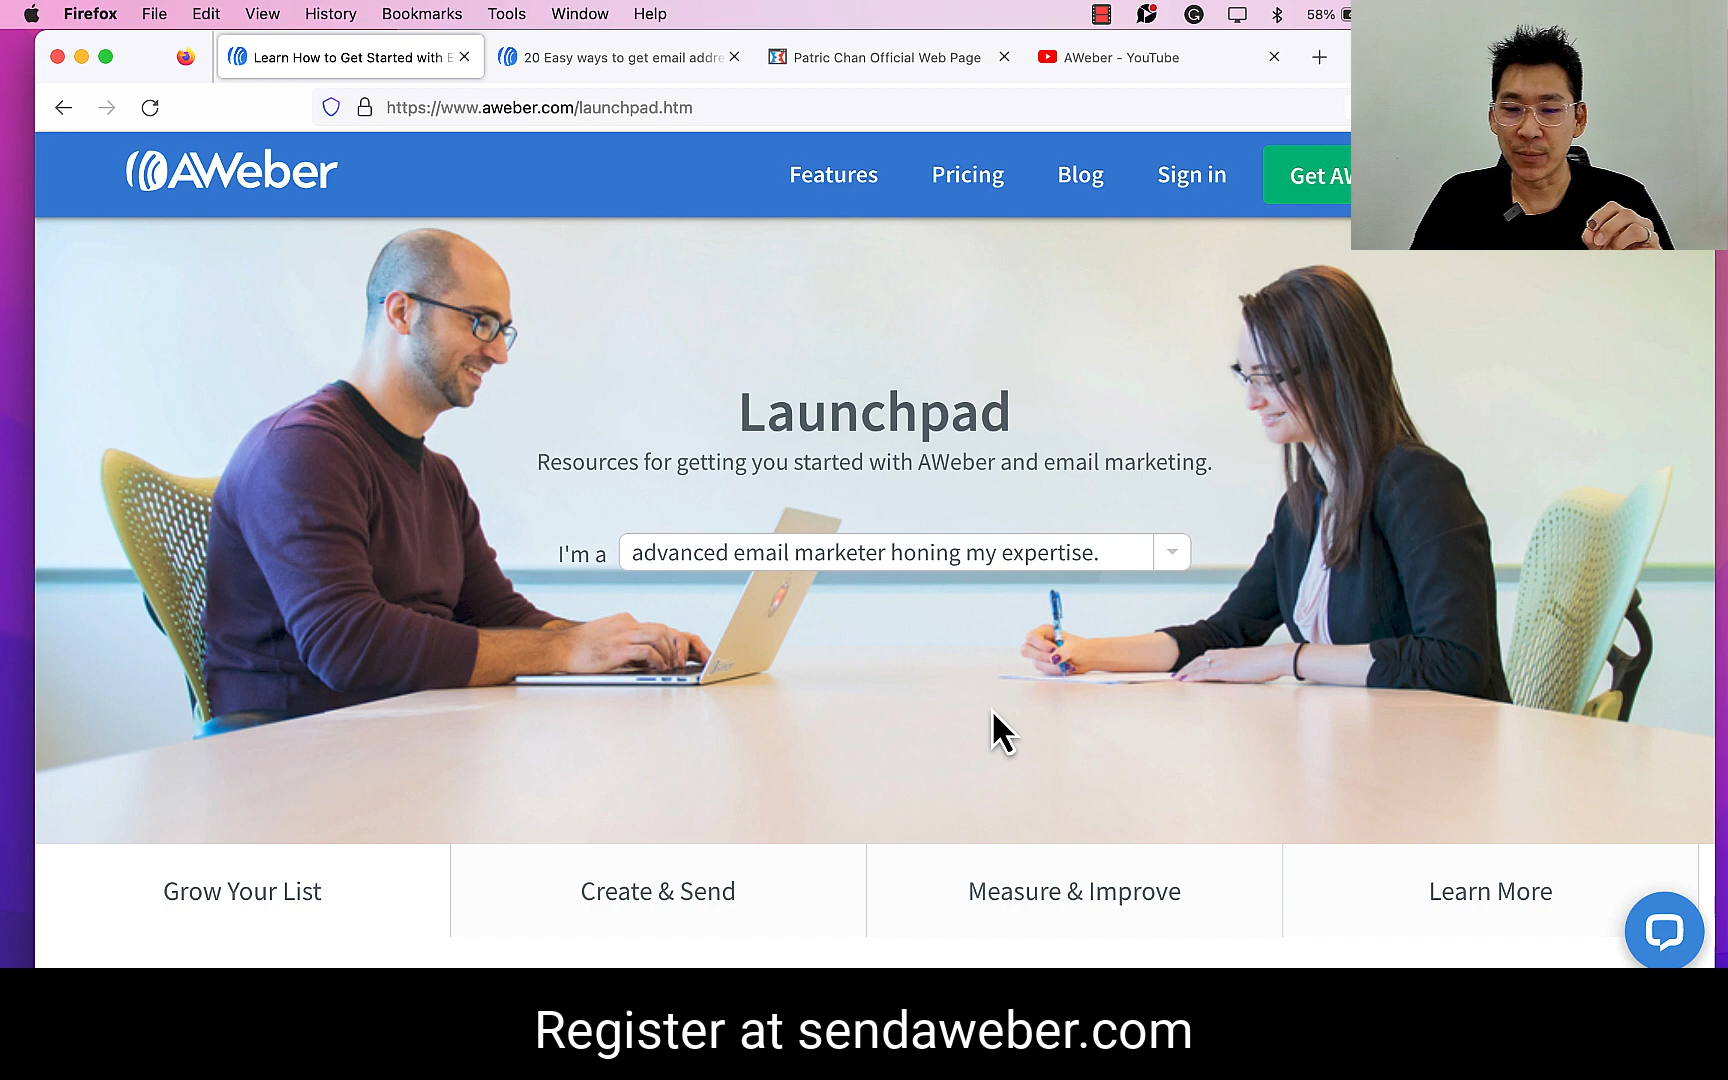 Firefox File Edit View History Bookmarks Tools Window Help 58%
Learn How to Get Started with E 20 Easy ways to get email addre Patric Chan Official Web Page AWeber - YouTube
https://www.aweber.com/launchpad.htm
AWeber Features Pricing Blog Sign in Get AW
Launchpad
Resources for getting you started with AWeber and email marketing.
I'm a advanced email marketer honing my expertise.
Grow Your List Create & Send Measure & Improve Learn More
Register at sendaweber.com